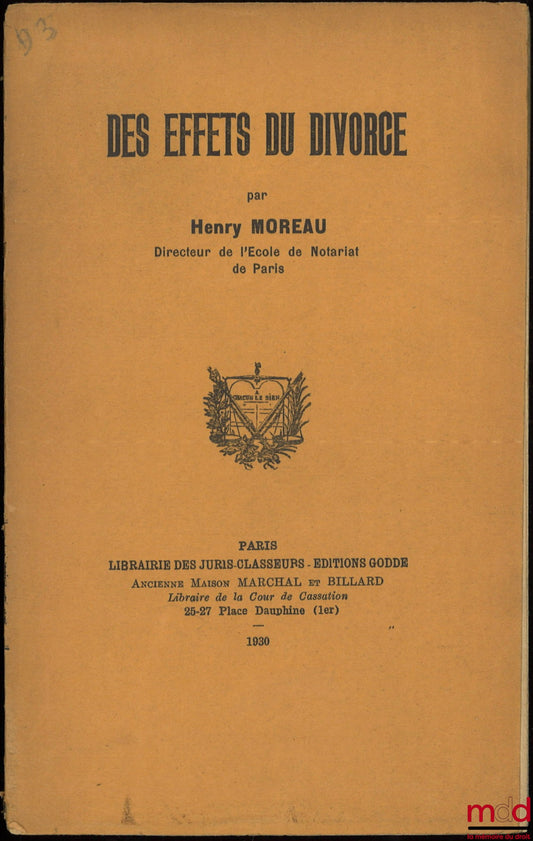 D 3
DES EFFETS DU DIVORCE
par
Henry MOREAU
Directeur de l'Ecole de Notariat
de Paris
A
CHACUN LE SIEN
PARIS
LIBRAIRIE DES JURIS-CLASSEURS - EDITIONS GODDE
ANCIENNE MAISON MARCHAL ET BILLARD
Libraire de la Cour de Cassation
25-27 Place Dauphine (1er)
1930
mdd
la mémoire du droit